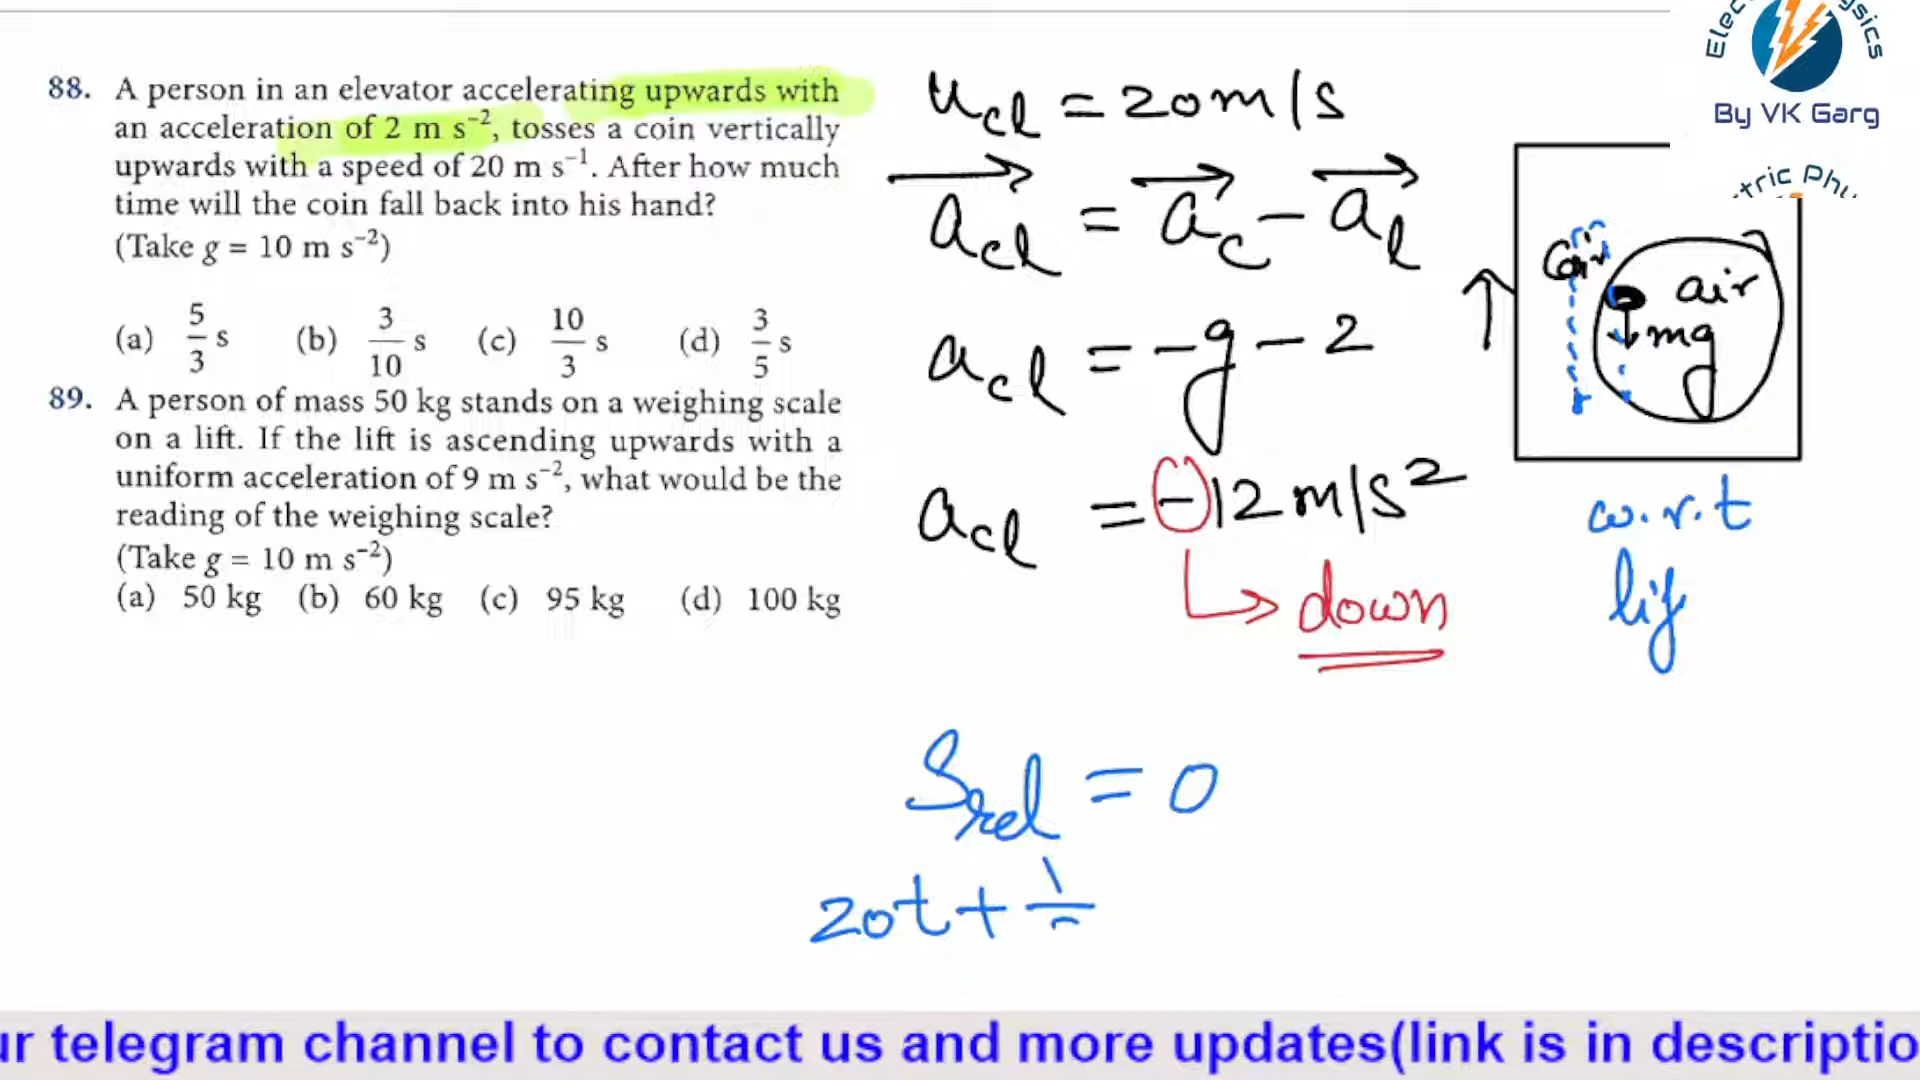 88. A person in an elevator accelerating upwards with
an acceleration of 2 m s⁻², tosses a coin vertically
upwards with a speed of 20 m s⁻¹. After how much
time will the coin fall back into his hand?
(Take g = 10 m s⁻²)
(a) 5/3 s (b) 3/10 s (c) 10/3 s (d) 3/5 s
89. A person of mass 50 kg stands on a weighing scale
on a lift. If the lift is ascending upwards with a
uniform acceleration of 9 m s⁻², what would be the
reading of the weighing scale?
(Take g = 10 m s⁻²)
(a) 50 kg (b) 60 kg (c) 95 kg (d) 100 kg
u_cl = 20 m/s
a_cl = a_c - a_l
a_cl = -g - 2
a_cl = -12 m/s²
down
S_rel = 0
20t + 1/
air
mg
w.r.t
lif
By VK Garg
ur telegram channel to contact us and more updates(link is in descriptio